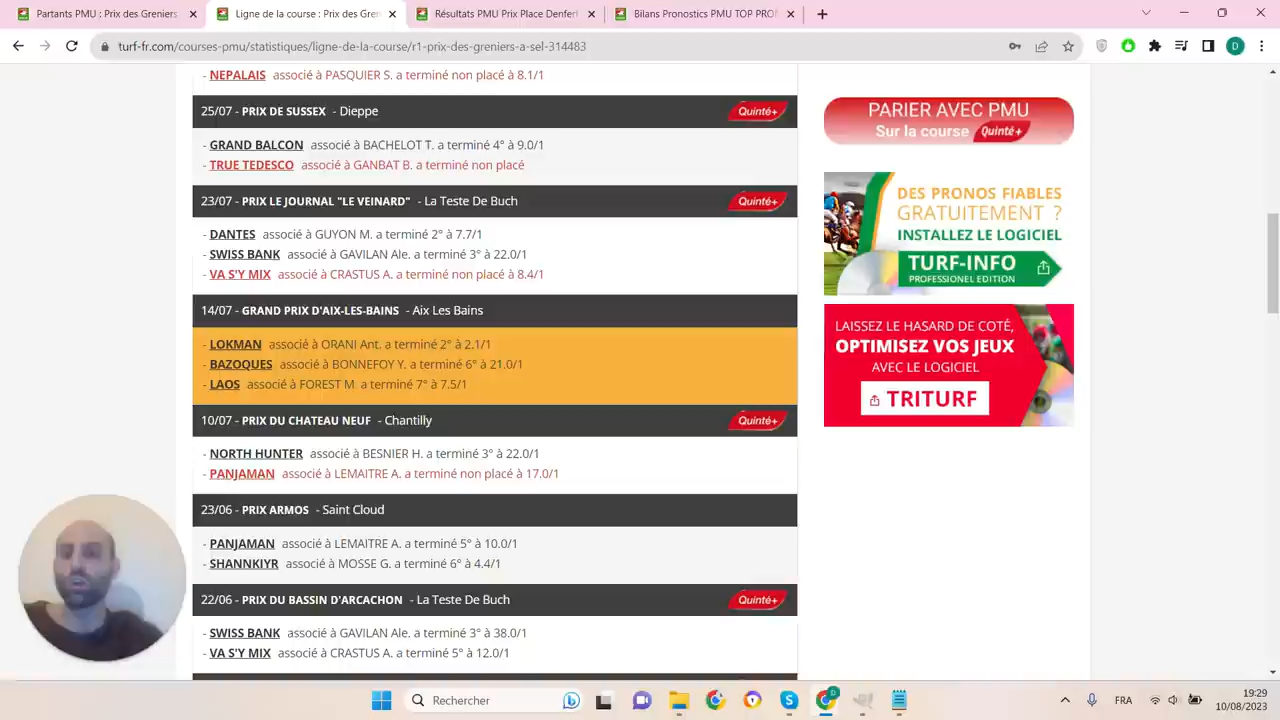 Prix des Greniers à Sel : Pron
Ligne des Pronostics du Prix
Résultats PMU Place Denfert
Bilans Pronostics PMU TOP PRON
turf-fr.com/courses-pmu/statistiques/ligne-de-la-course/r1-prix-des-greniers-a-sel-314483
D
- NEPALAIS associé à PASQUIER S. a terminé non placé à 8.1/1
25/07 - PRIX DE SUSSEX - Dieppe Quinté+
- GRAND BALCON associé à BACHELOT T. a terminé 4° à 9.0/1
- TRUE TEDESCO associé à GANBAT B. a terminé non placé
23/07 - PRIX LE JOURNAL "LE VEINARD" - La Teste De Buch Quinté+
- DANTES associé à GUYON M. a terminé 2° à 7.7/1
- SWISS BANK associé à GAVILAN Ale. a terminé 3° à 22.0/1
- VA S'Y MIX associé à CRASTUS A. a terminé non placé à 8.4/1
14/07 - GRAND PRIX D'AIX-LES-BAINS - Aix Les Bains
- LOKMAN associé à ORANI Ant. a terminé 2° à 2.1/1
- BAZOQUES associé à BONNEFOY Y. a terminé 6° à 21.0/1
- LAOS associé à FOREST M. a terminé 7° à 7.5/1
10/07 - PRIX DU CHATEAU NEUF - Chantilly Quinté+
- NORTH HUNTER associé à BESNIER H. a terminé 3° à 22.0/1
- PANJAMAN associé à LEMAITRE A. a terminé non placé à 17.0/1
23/06 - PRIX ARMOS - Saint Cloud
- PANJAMAN associé à LEMAITRE A. a terminé 5° à 10.0/1
- SHANNKIYR associé à MOSSE G. a terminé 6° à 4.4/1
22/06 - PRIX DU BASSIN D'ARCACHON - La Teste De Buch Quinté+
- SWISS BANK associé à GAVILAN Ale. a terminé 3° à 38.0/1
- VA S'Y MIX associé à CRASTUS A. a terminé 5° à 12.0/1
PARIER AVEC PMU
Sur la course Quinté+
DES PRONOS FIABLES
GRATUITEMENT ?
INSTALLEZ LE LOGICIEL
TURF-INFO
PROFESSIONEL EDITION
LAISSEZ LE HASARD DE COTÉ,
OPTIMISEZ VOS JEUX
AVEC LE LOGICIEL
TRITURF
Rechercher
FRA
19:29
10/08/2023